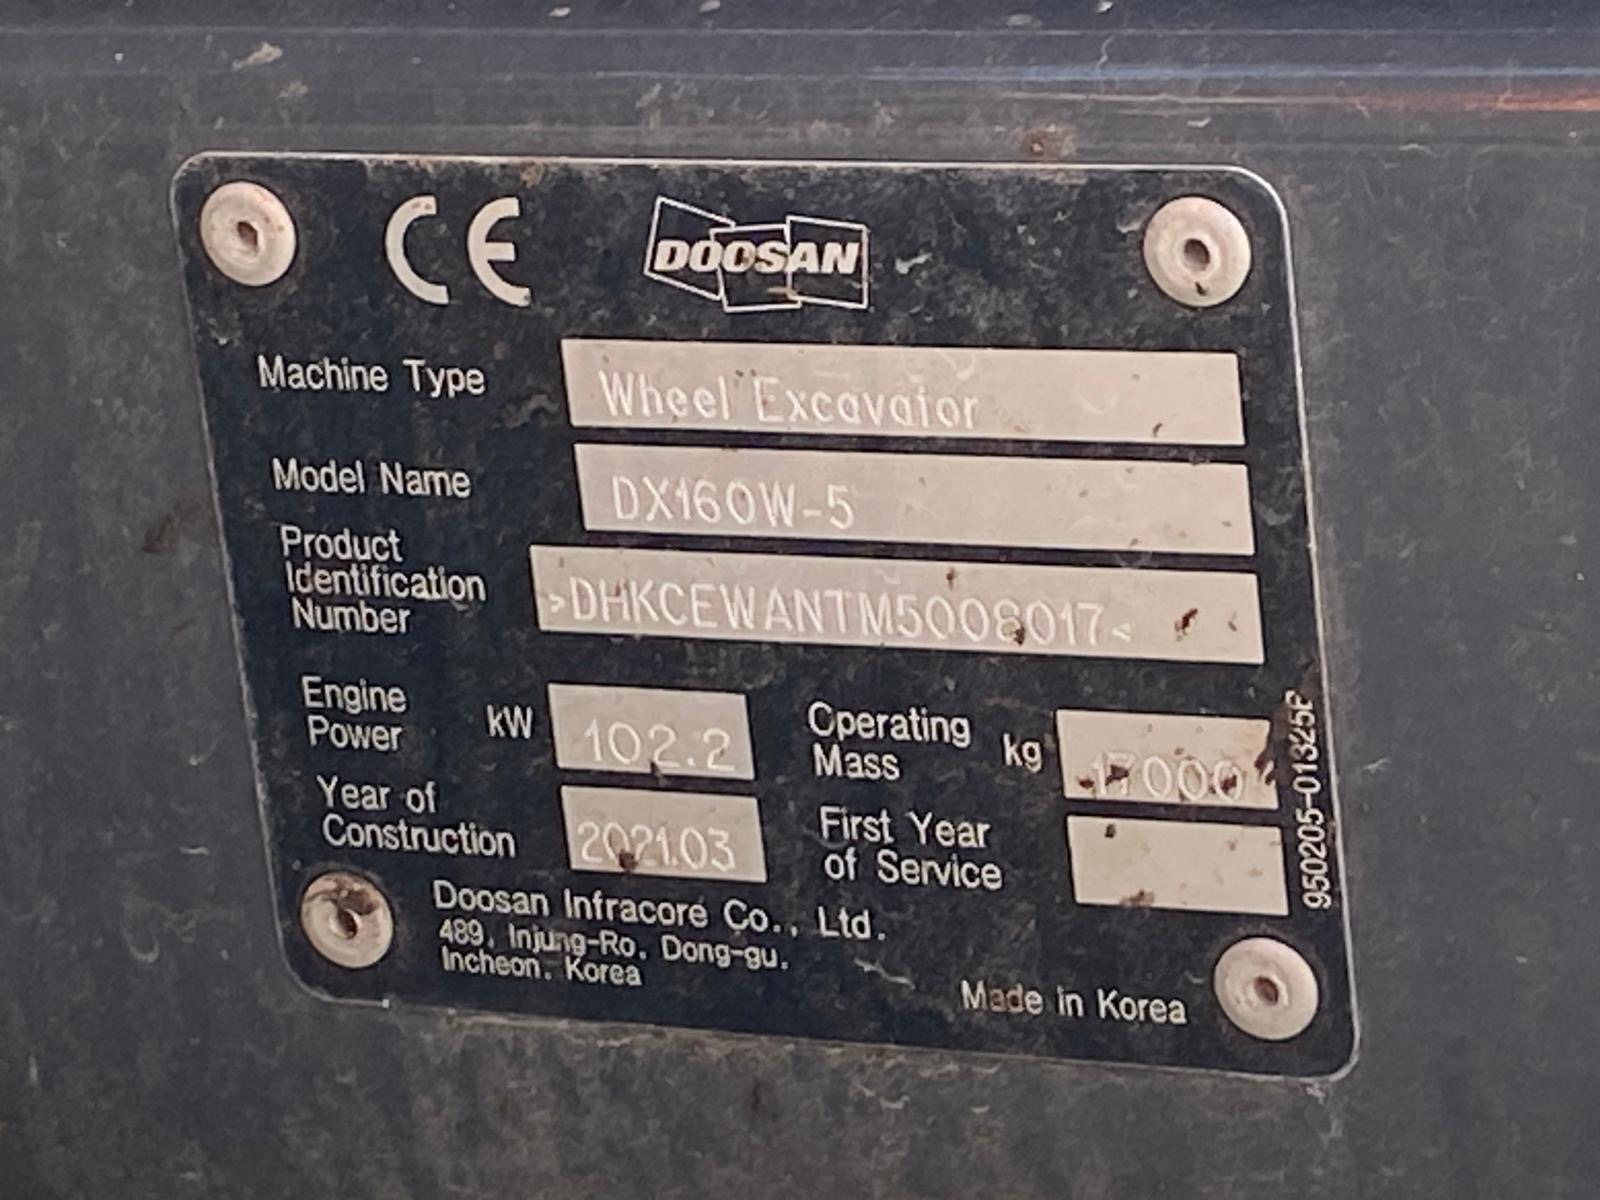 CE DOOSAN
Machine Type Wheel Excavator
Model Name DX160W-5
Product
Identification
Number >DHKCEWANTM5008017<
Engine
Power kW 102.2 Operating
Mass kg 17000
Year of
Construction 2021.03 First Year
of Service
Doosan Infracore Co., Ltd.
489, Injung-Ro, Dong-gu,
Incheon, Korea
Made in Korea